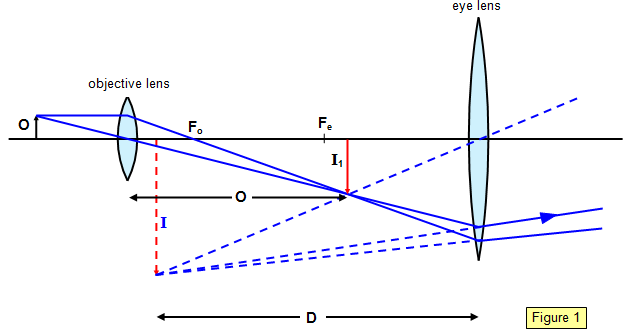 eye lens
objective lens
O
Fo
Fe
I1
O
I
D
Figure 1